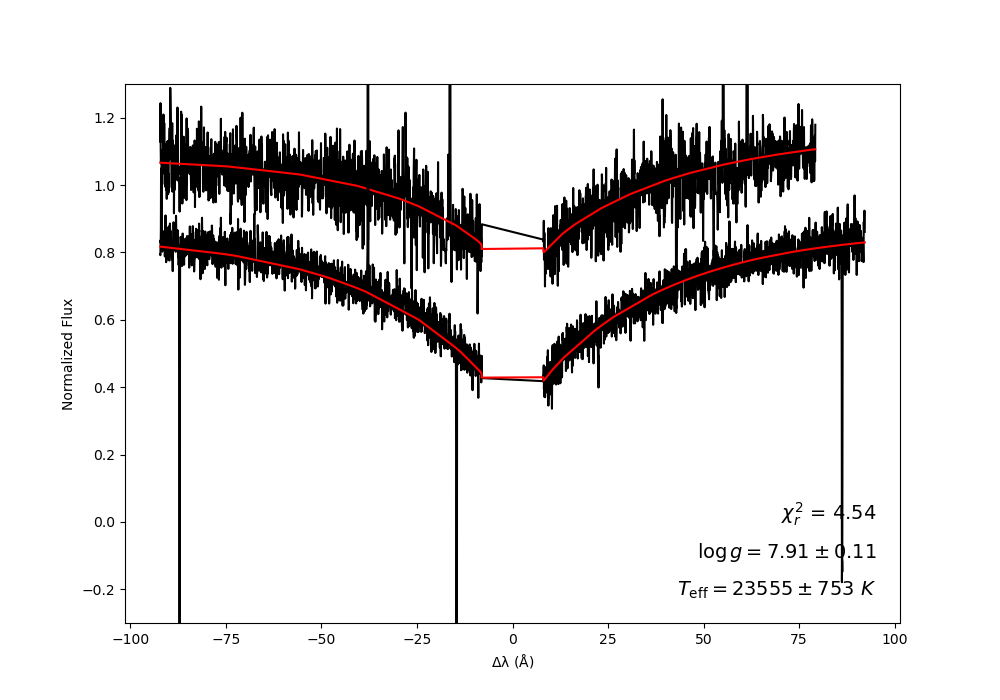 1.2
1.0
0.8
0.6
0.4
0.2
0.0
−0.2
Normalized Flux
χ²ᵣ = 4.54
log g = 7.91 ± 0.11
T_eff = 23555 ± 753 K
−100 −75 −50 −25 0 25 50 75 100
Δλ (Å)